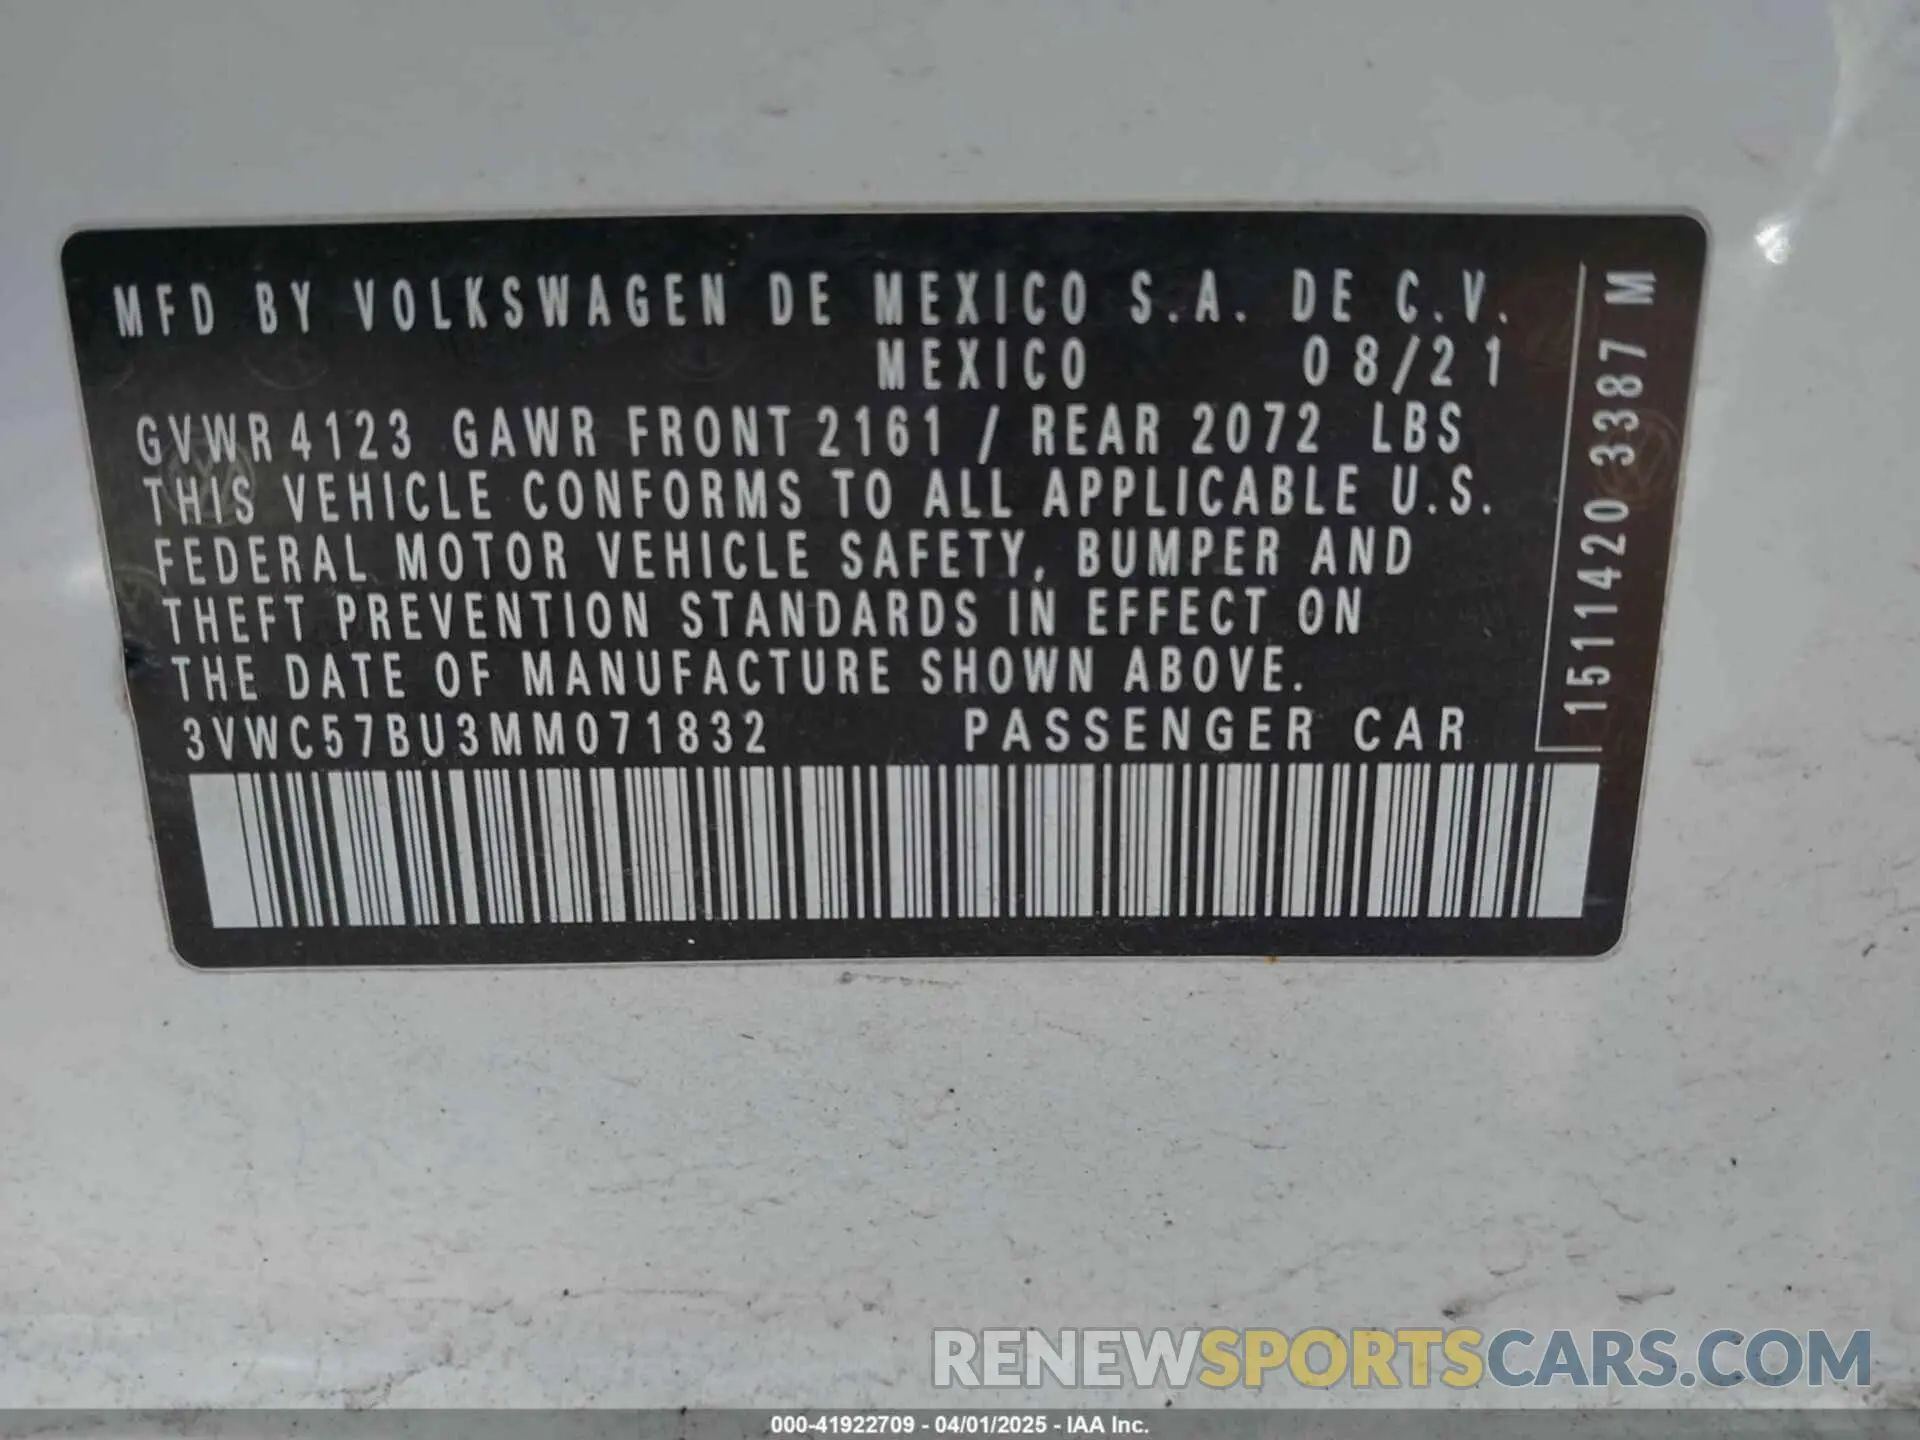 MFD BY VOLKSWAGEN DE MEXICO S.A. DE C.V.
MEXICO 08/21
GVWR 4123 GAWR FRONT 2161 / REAR 2072 LBS
THIS VEHICLE CONFORMS TO ALL APPLICABLE U.S.
FEDERAL MOTOR VEHICLE SAFETY, BUMPER AND
THEFT PREVENTION STANDARDS IN EFFECT ON
THE DATE OF MANUFACTURE SHOWN ABOVE.
3VWC57BU3MM071832 PASSENGER CAR
1511420 3387 M
RENEWSPORTSCARS.COM
000-41922709 - 04/01/2025 - IAA Inc.